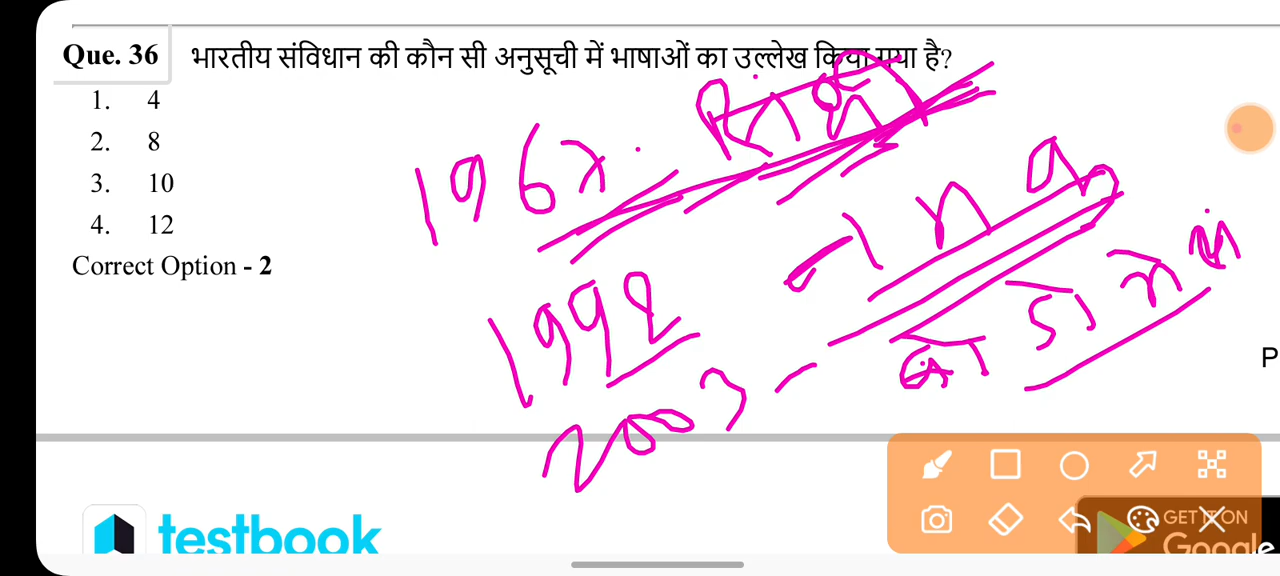 Que. 36 भारतीय संविधान की कौन सी अनुसूची में भाषाओं का उल्लेख किया गया है?
1. 4
2. 8
3. 10
4. 12
Correct Option - 2
1967
1992
2003 -
P
testbook
GET IT ON
Google